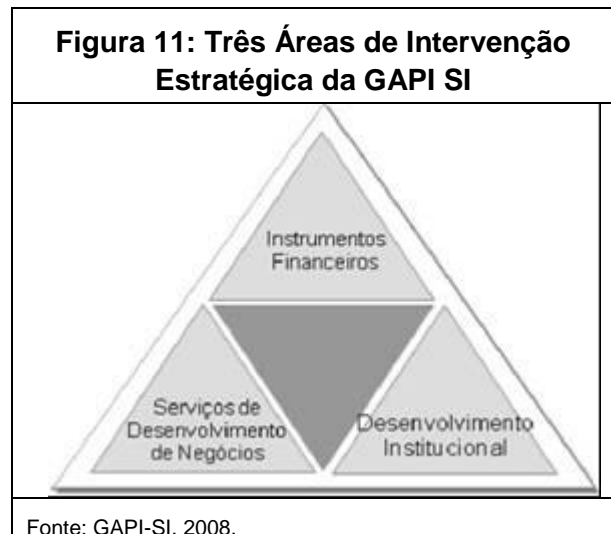 Figura 11: Três Áreas de Intervenção
Estratégica da GAPI SI
Instrumentos
Financeiros
Serviços de
Desenvolvimento
de Negócios
Desenvolvimento
Institucional
Fonte: GAPI-SI, 2008.